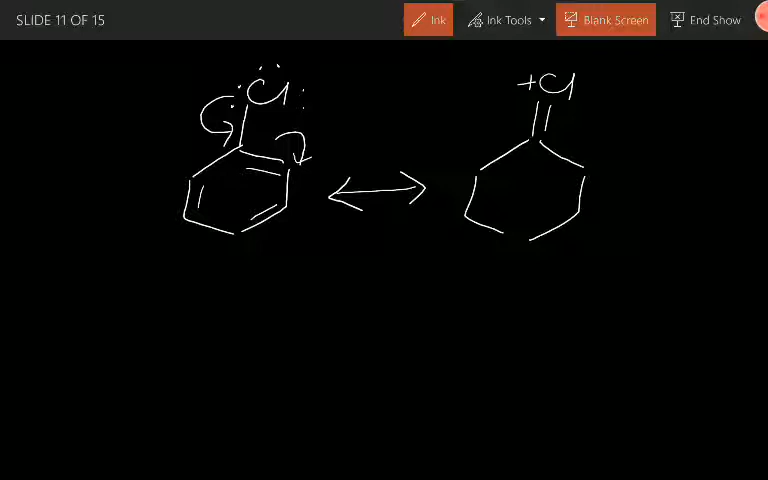 SLIDE 11 OF 15
Ink
Ink Tools
Blank Screen
End Show
Cl
+Cl